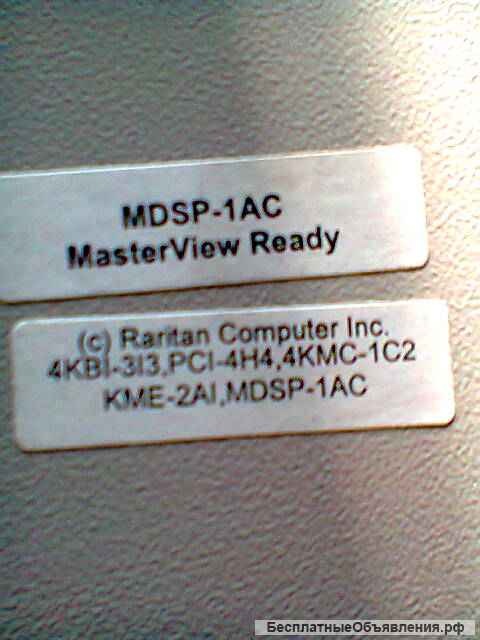 MDSP-1AC
MasterView Ready
(c) Raritan Computer Inc.
4KBI-3I3,PCI-4H4,4KMC-1C2
KME-2AI,MDSP-1AC
БесплатныеОбъявления.рф